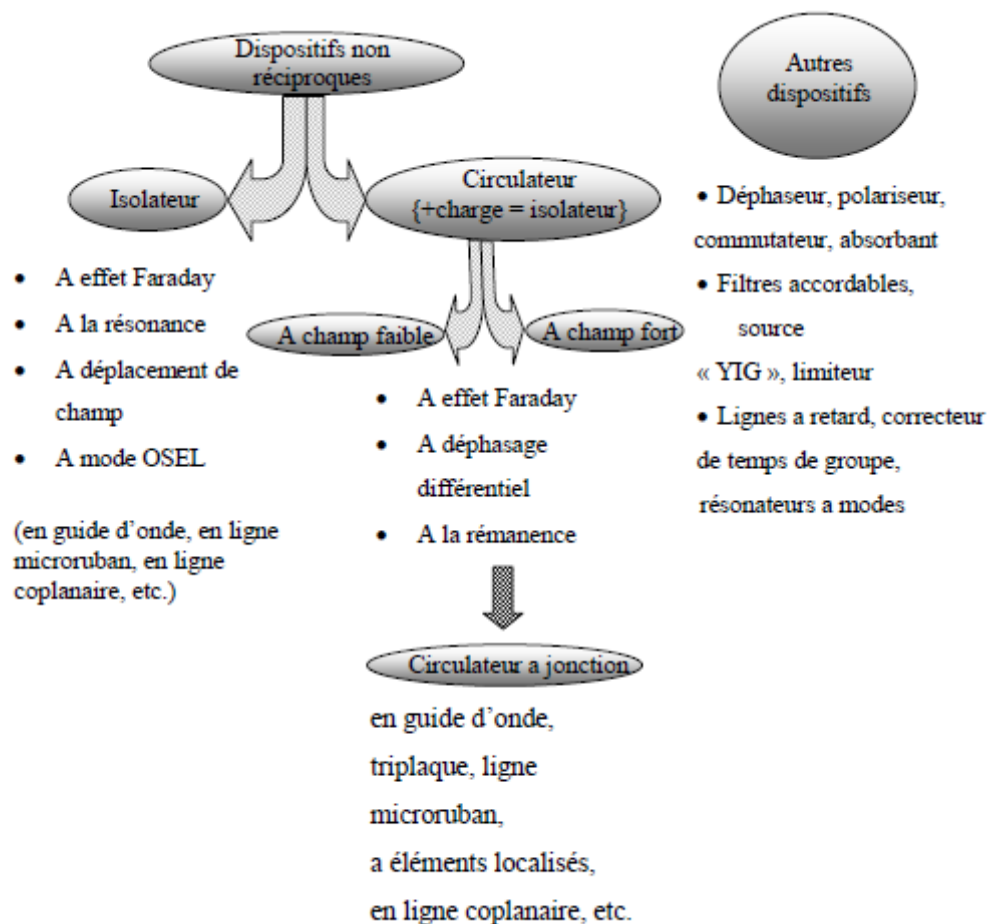 Dispositifs non
réciproques
Autres
dispositifs
Isolateur
Circulateur
{+charge = isolateur}
• A effet Faraday
• A la résonance
• A déplacement de
champ
• A mode OSEL
(en guide d’onde, en ligne
microruban, en ligne
coplanaire, etc.)
A champ faible
A champ fort
• A effet Faraday
• A déphasage
différentiel
• A la rémanence
Circulateur a jonction
en guide d’onde,
triplaque, ligne
microruban,
a éléments localisés,
en ligne coplanaire, etc.
• Déphaseur, polariseur,
commutateur, absorbant
• Filtres accordables,
source
« YIG », limiteur
• Lignes a retard, correcteur
de temps de groupe,
résonateurs a modes